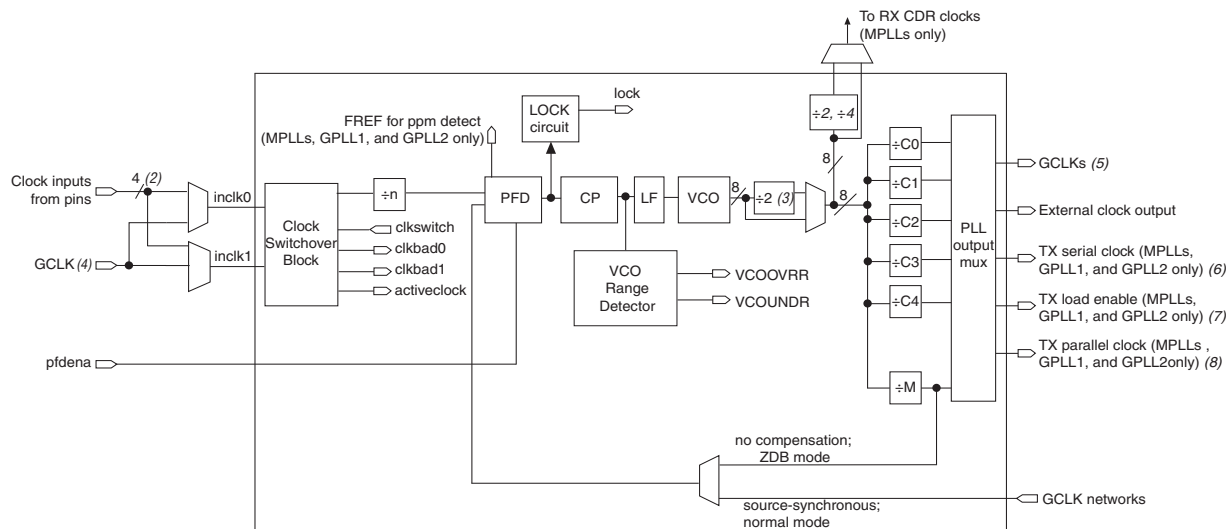 To RX CDR clocks
(MPLLs only)
lock
LOCK
circuit
÷2, ÷4
FREF for ppm detect
(MPLLs, GPLL1, and GPLL2 only)
8
÷C0
GCLKs (5)
4 (2)
Clock inputs
from pins
inclk0
÷n
PFD
CP
LF
VCO
8
÷2 (3)
8
÷C1
÷C2
PLL
output
mux
External clock output
Clock
Switchover
Block
clkswitch
clkbad0
clkbad1
activeclock
GCLK (4)
inclk1
VCO
Range
Detector
VCOOVRR
VCOUNDR
÷C3
÷C4
TX serial clock (MPLLs,
GPLL1, and GPLL2 only) (6)
TX load enable (MPLLs,
GPLL1, and GPLL2 only) (7)
TX parallel clock (MPLLs ,
GPLL1, and GPLL2only) (8)
pfdena
÷M
no compensation;
ZDB mode
source-synchronous;
normal mode
GCLK networks